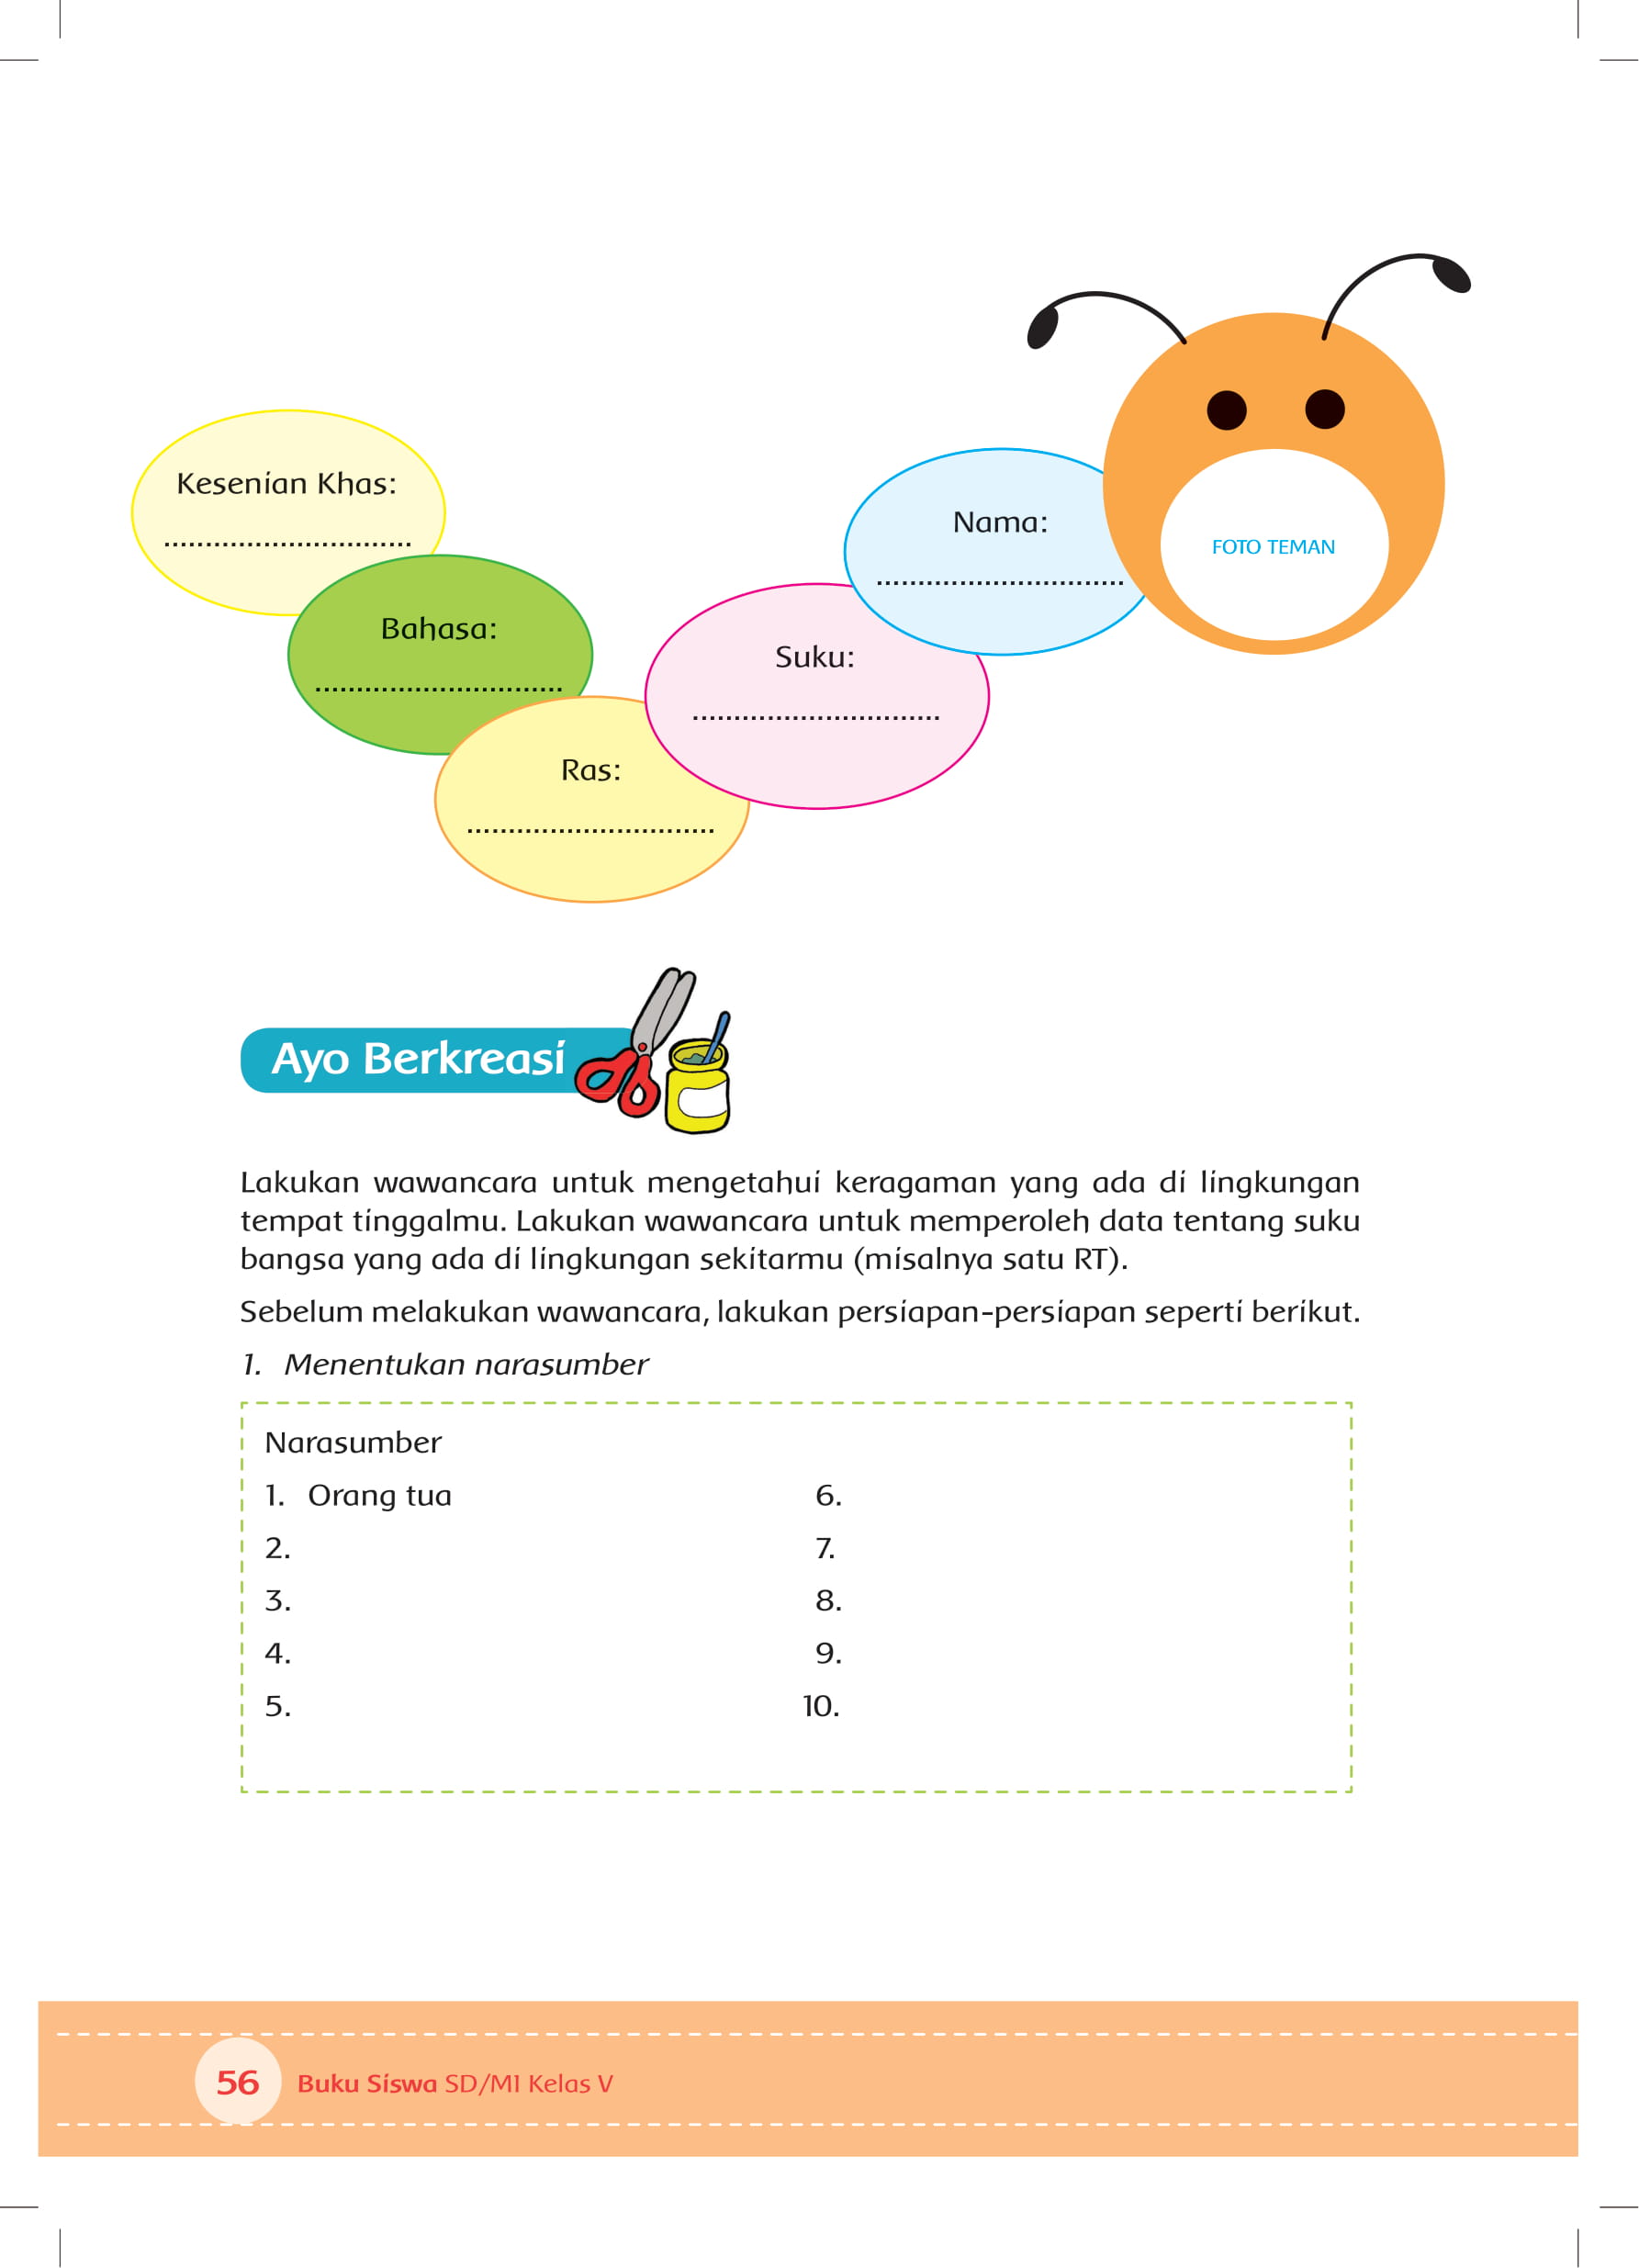 Kesenian Khas:
..............................
Bahasa:
..............................
Ras:
..............................
Suku:
..............................
Nama:
..............................
FOTO TEMAN
Ayo Berkreasi
Lakukan wawancara untuk mengetahui keragaman yang ada di lingkungan
tempat tinggalmu. Lakukan wawancara untuk memperoleh data tentang suku
bangsa yang ada di lingkungan sekitarmu (misalnya satu RT).
Sebelum melakukan wawancara, lakukan persiapan-persiapan seperti berikut.
1. Menentukan narasumber
Narasumber
1. Orang tua
2.
3.
4.
5.
6.
7.
8.
9.
10.
56 Buku Siswa SD/MI Kelas V